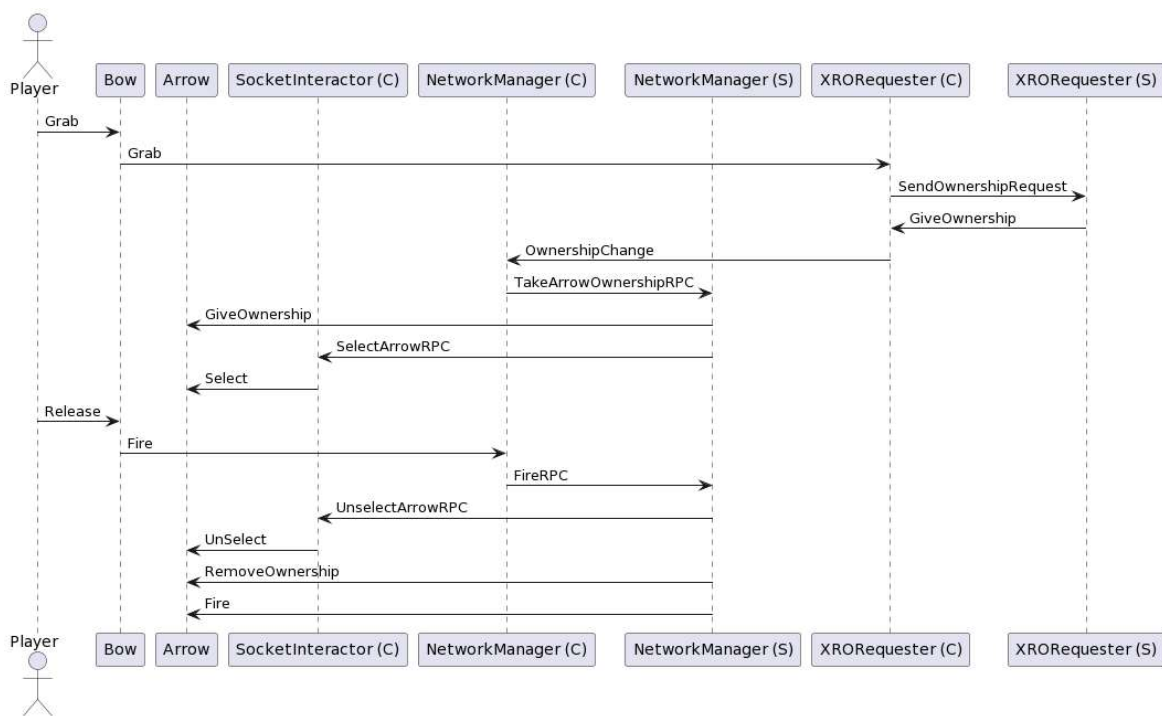 Player
Bow
Arrow
SocketInteractor (C)
NetworkManager (C)
NetworkManager (S)
XRORequester (C)
XRORequester (S)
Grab
Grab
SendOwnershipRequest
GiveOwnership
OwnershipChange
TakeArrowOwnershipRPC
GiveOwnership
SelectArrowRPC
Select
Release
Fire
FireRPC
UnselectArrowRPC
UnSelect
RemoveOwnership
Fire
Player
Bow
Arrow
SocketInteractor (C)
NetworkManager (C)
NetworkManager (S)
XRORequester (C)
XRORequester (S)